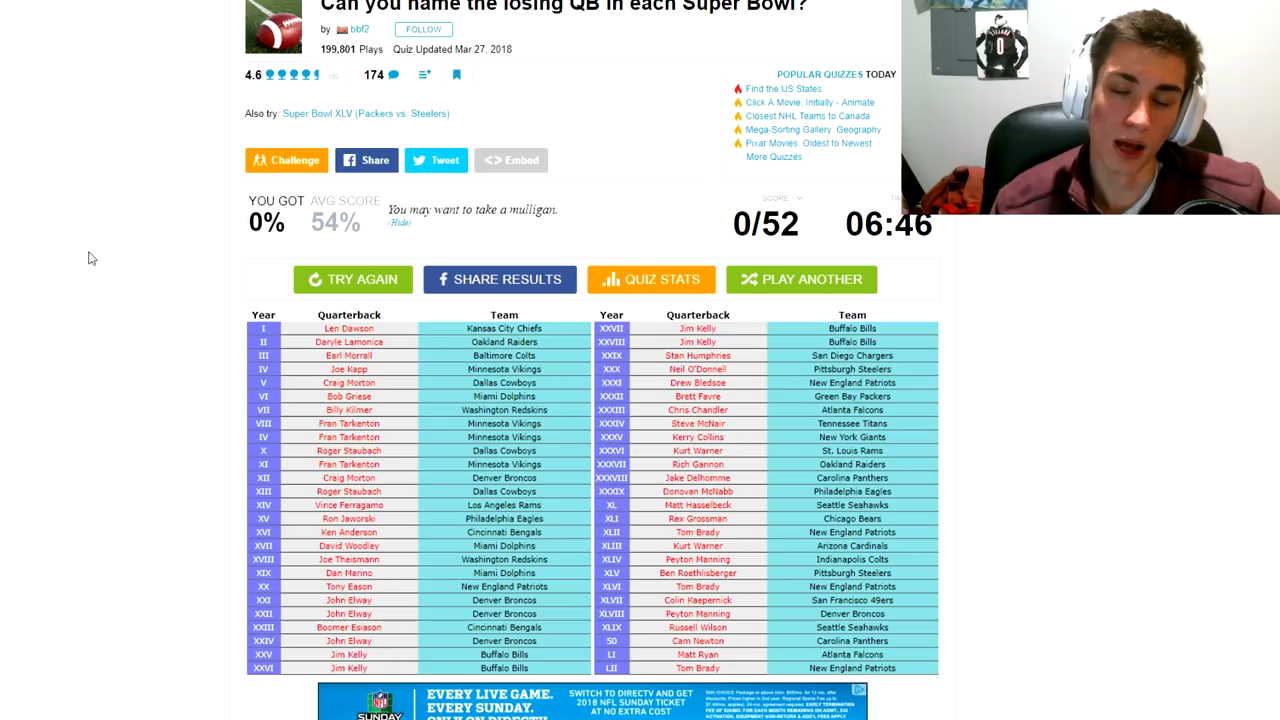 Can you name the losing QB in each Super Bowl?
by bbf2 FOLLOW
199,801 Plays Quiz Updated Mar 27, 2018
4.6 174
POPULAR QUIZZES TODAY
Find the US States
Click A Movie, Initially - Animate
Closest NHL Teams to Canada
Mega-Sorting Gallery: Geography
Pixar Movies: Oldest to Newest
More Quizzes
Also try: Super Bowl XLV (Packers vs. Steelers)
Challenge Share Tweet <> Embed
YOU GOT AVG SCORE
0% 54%
You may want to take a mulligan.
(Hide)
SCORE
0/52 06:46
TRY AGAIN SHARE RESULTS QUIZ STATS PLAY ANOTHER
Year Quarterback Team Year Quarterback Team
I Len Dawson Kansas City Chiefs XXVII Jim Kelly Buffalo Bills
II Daryle Lamonica Oakland Raiders XXVIII Jim Kelly Buffalo Bills
III Earl Morrall Baltimore Colts XXIX Stan Humphries San Diego Chargers
IV Joe Kapp Minnesota Vikings XXX Neil O'Donnell Pittsburgh Steelers
V Craig Morton Dallas Cowboys XXXI Drew Bledsoe New England Patriots
VI Bob Griese Miami Dolphins XXXII Brett Favre Green Bay Packers
VII Billy Kilmer Washington Redskins XXXIII Chris Chandler Atlanta Falcons
VIII Fran Tarkenton Minnesota Vikings XXXIV Steve McNair Tennessee Titans
IV Fran Tarkenton Minnesota Vikings XXXV Kerry Collins New York Giants
X Roger Staubach Dallas Cowboys XXXVI Kurt Warner St. Louis Rams
XI Fran Tarkenton Minnesota Vikings XXXVII Rich Gannon Oakland Raiders
XII Craig Morton Denver Broncos XXXVIII Jake Delhomme Carolina Panthers
XIII Roger Staubach Dallas Cowboys XXXIX Donovan McNabb Philadelphia Eagles
XIV Vince Ferragamo Los Angeles Rams XL Matt Hasselbeck Seattle Seahawks
XV Ron Jaworski Philadelphia Eagles XLI Rex Grossman Chicago Bears
XVI Ken Anderson Cincinnati Bengals XLII Tom Brady New England Patriots
XVII David Woodley Miami Dolphins XLIII Kurt Warner Arizona Cardinals
XVIII Joe Theismann Washington Redskins XLIV Peyton Manning Indianapolis Colts
XIX Dan Marino Miami Dolphins XLV Ben Roethlisberger Pittsburgh Steelers
XX Tony Eason New England Patriots XLVI Tom Brady New England Patriots
XXI John Elway Denver Broncos XLVII Colin Kaepernick San Francisco 49ers
XXII John Elway Denver Broncos XLVIII Peyton Manning Denver Broncos
XXIII Boomer Esiason Cincinnati Bengals XLIX Russell Wilson Seattle Seahawks
XXIV John Elway Denver Broncos 50 Cam Newton Carolina Panthers
XXV Jim Kelly Buffalo Bills LI Matt Ryan Atlanta Falcons
XXVI Jim Kelly Buffalo Bills LII Tom Brady New England Patriots
NFL SUNDAY
EVERY LIVE GAME.
EVERY SUNDAY.
ONLY ON DIRECTV
SWITCH TO DIRECTV AND GET
2018 NFL SUNDAY TICKET
AT NO EXTRA COST